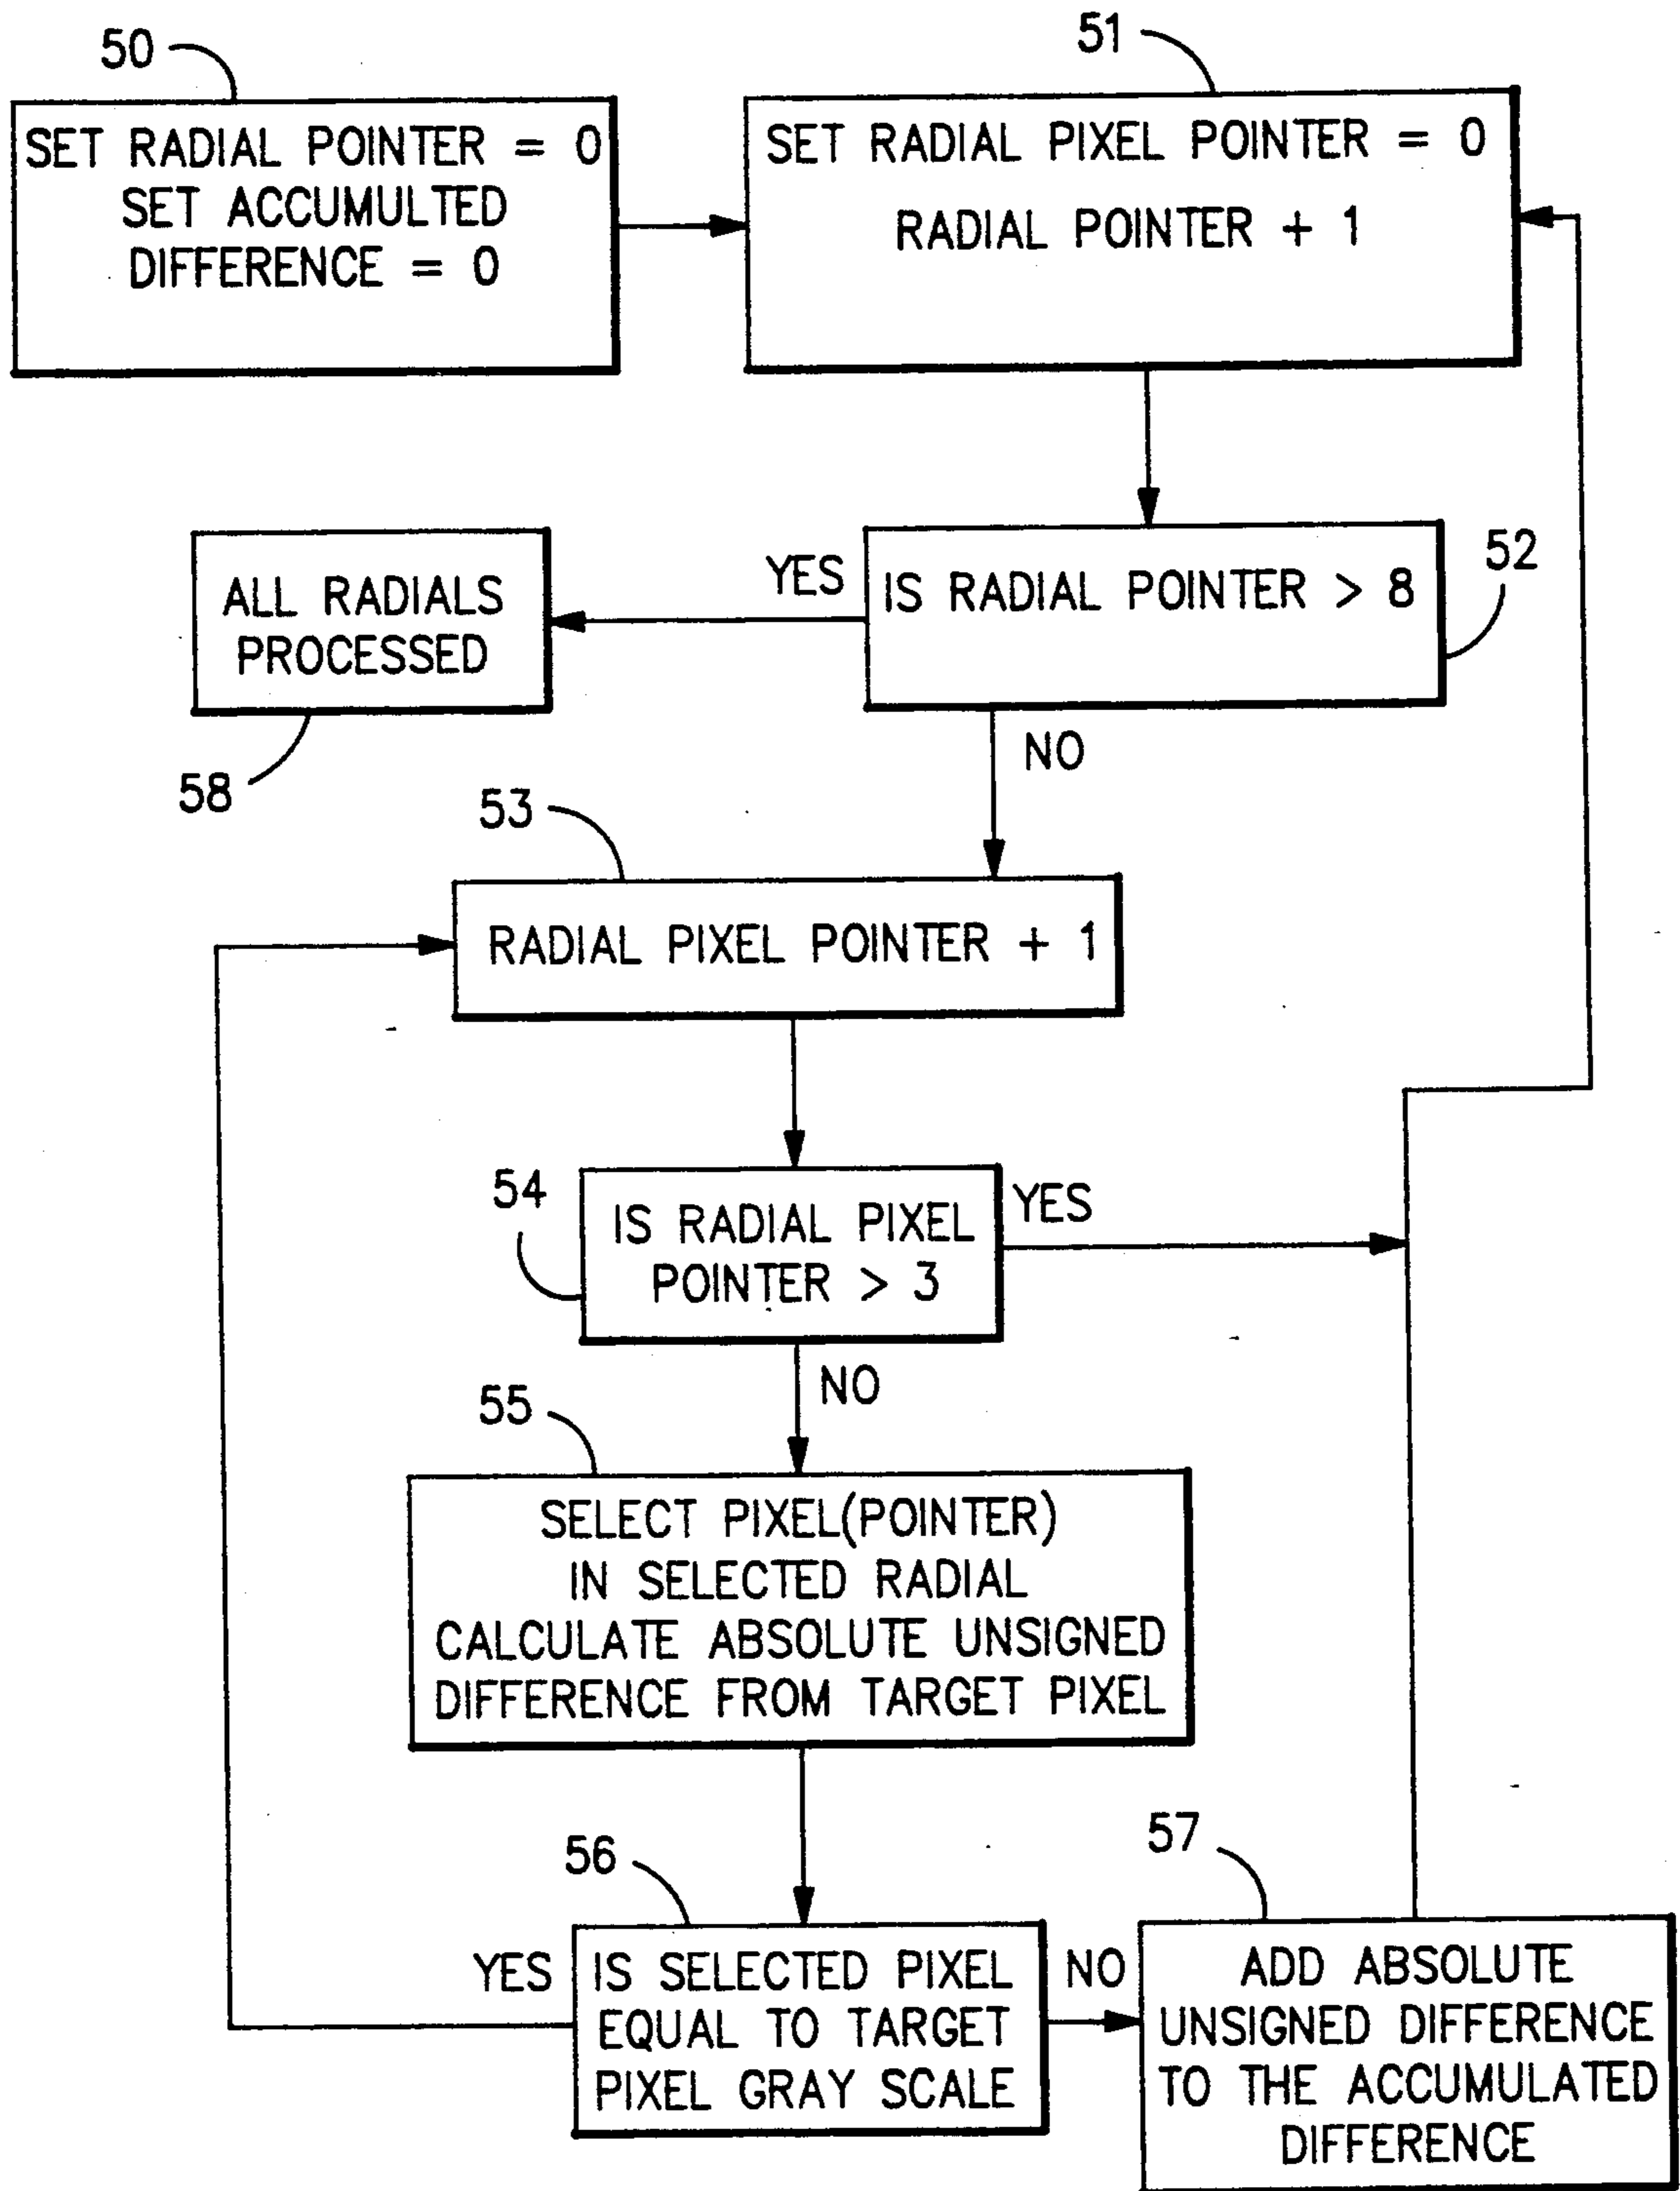 50
SET RADIAL POINTER = 0
SET ACCUMULTED
DIFFERENCE = 0
51
SET RADIAL PIXEL POINTER = 0
RADIAL POINTER + 1
52
IS RADIAL POINTER > 8
YES
NO
ALL RADIALS
PROCESSED
58
53
RADIAL PIXEL POINTER + 1
54
IS RADIAL PIXEL
POINTER > 3
YES
NO
55
SELECT PIXEL(POINTER)
IN SELECTED RADIAL
CALCULATE ABSOLUTE UNSIGNED
DIFFERENCE FROM TARGET PIXEL
56
YES
IS SELECTED PIXEL
EQUAL TO TARGET
PIXEL GRAY SCALE
NO
57
ADD ABSOLUTE
UNSIGNED DIFFERENCE
TO THE ACCUMULATED
DIFFERENCE